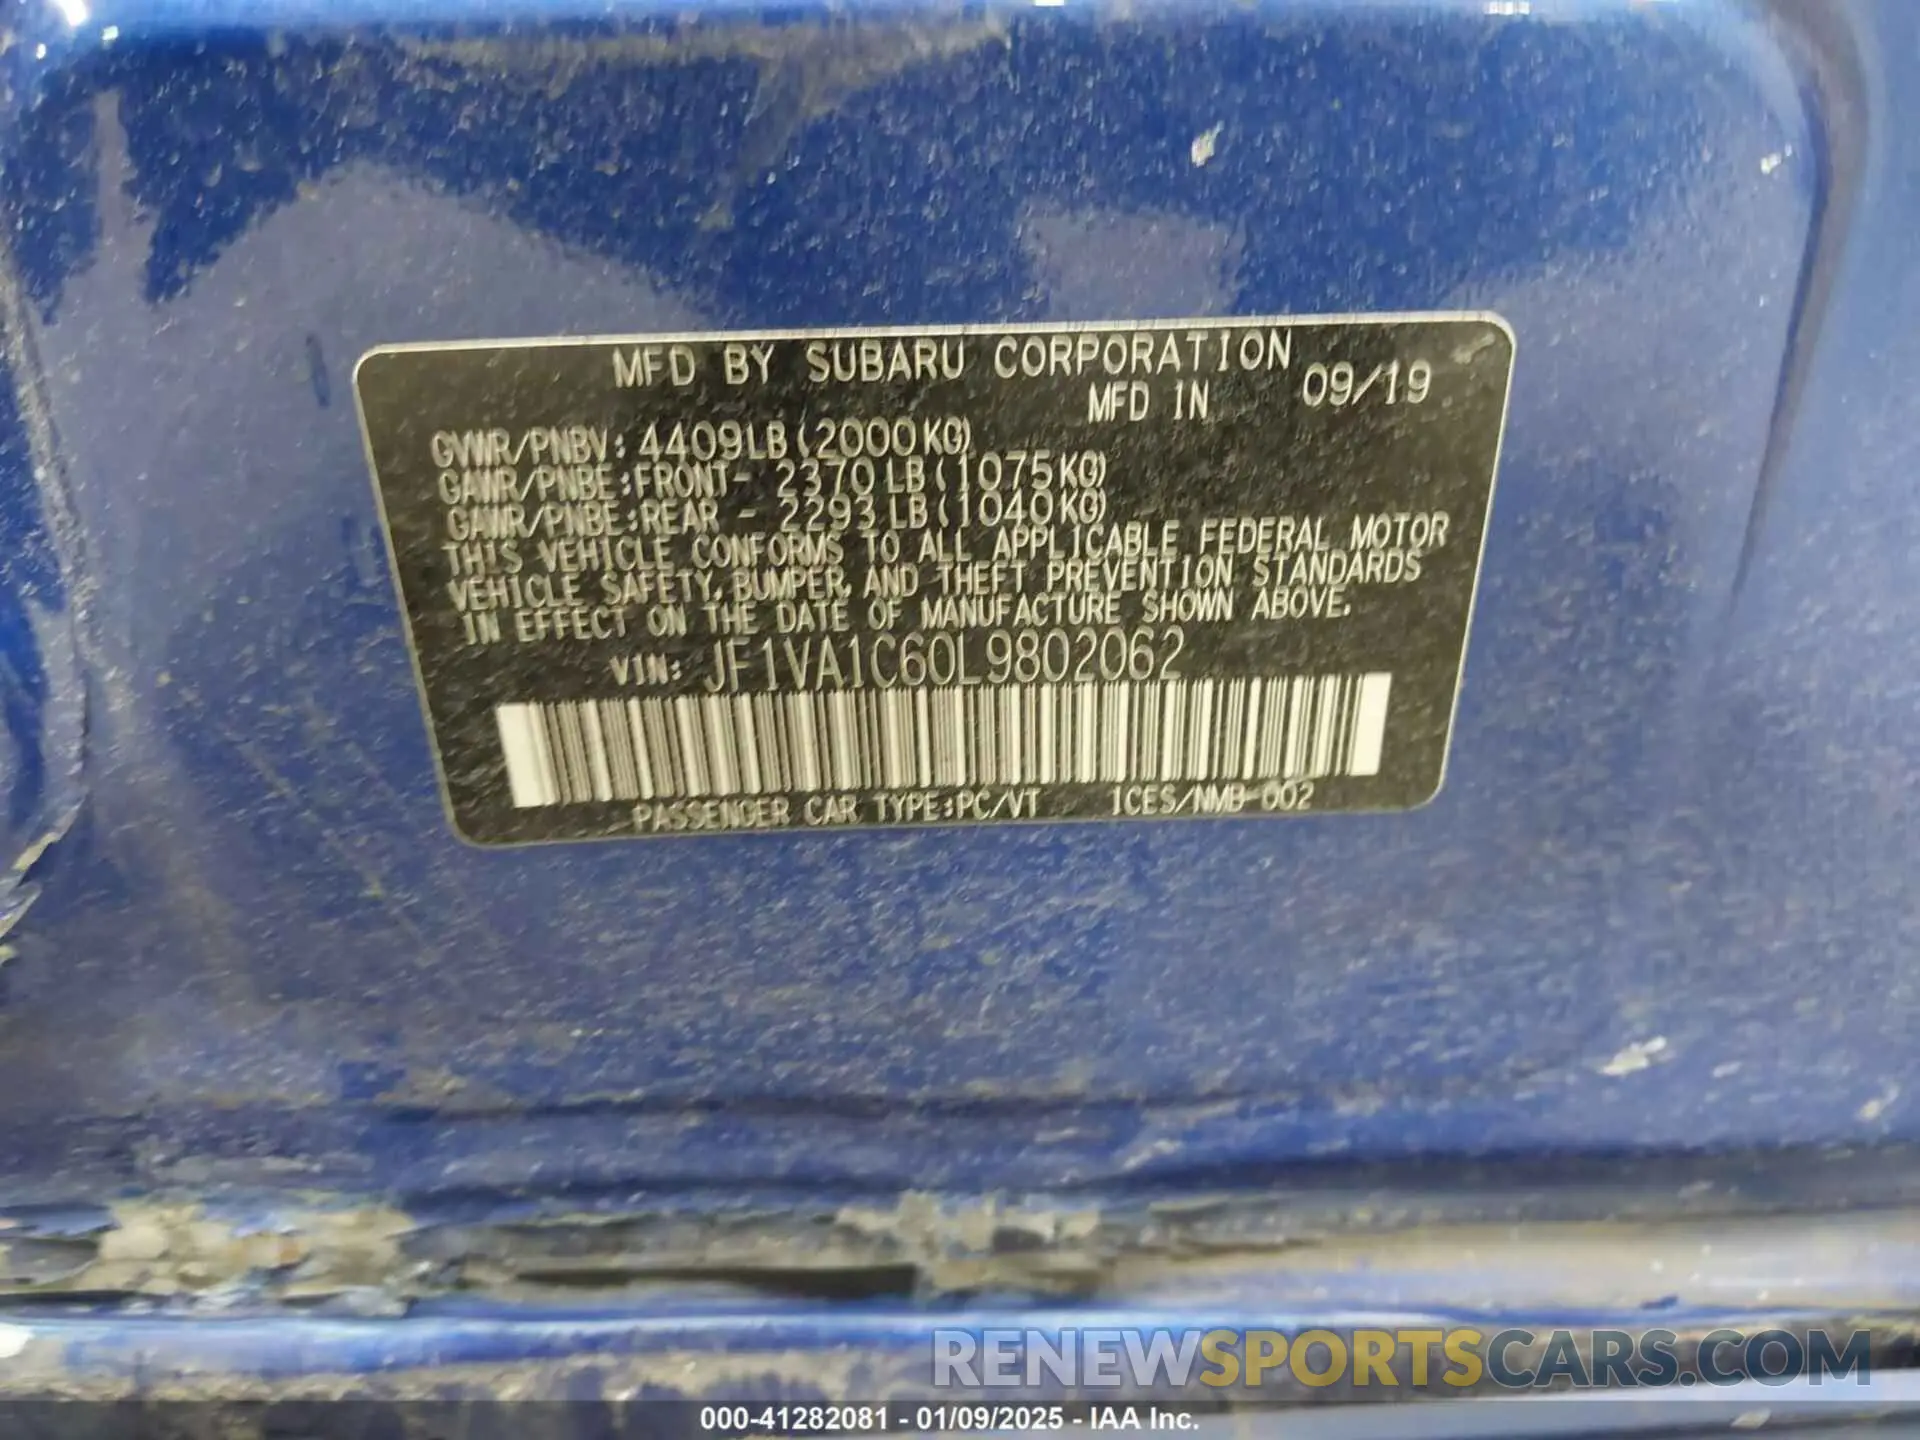 MFD BY SUBARU CORPORATION
MFD IN 09/19
GVWR/PNBV: 4409LB(2000KG)
GAWR/PNBE:FRONT- 2370LB(1075KG)
GAWR/PNBE:REAR - 2293LB(1040KG)
THIS VEHICLE CONFORMS TO ALL APPLICABLE FEDERAL MOTOR
VEHICLE SAFETY, BUMPER, AND THEFT PREVENTION STANDARDS
IN EFFECT ON THE DATE OF MANUFACTURE SHOWN ABOVE.
VIN: JF1VA1C60L9802062
PASSENGER CAR TYPE:PC/VT ICES/NMB-002
RENEWSPORTSCARS.COM
000-41282081 - 01/09/2025 - IAA Inc.